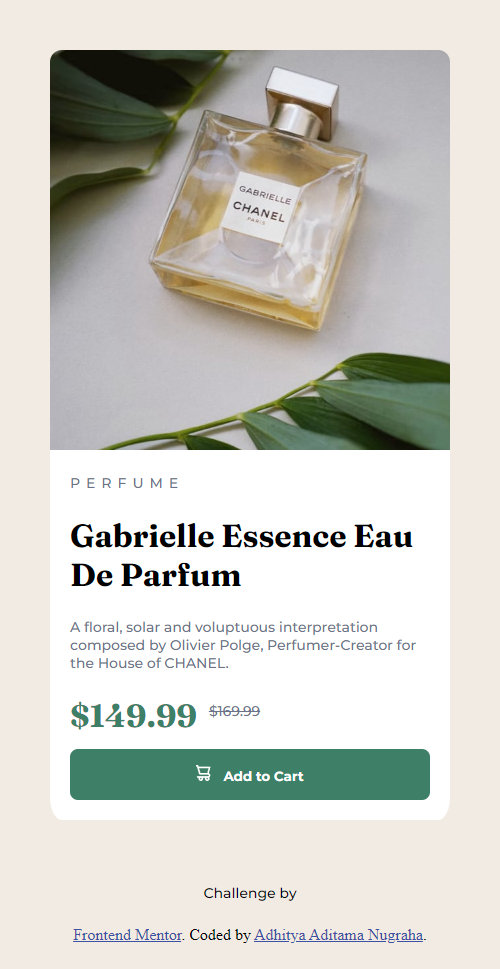 GABRIELLE
CHANEL
PARIS
PERFUME
Gabrielle Essence Eau
De Parfum
A floral, solar and voluptuous interpretation
composed by Olivier Polge, Perfumer-Creator for
the House of CHANEL.
$149.99 $169.99
Add to Cart
Challenge by
Frontend Mentor. Coded by Adhitya Aditama Nugraha.